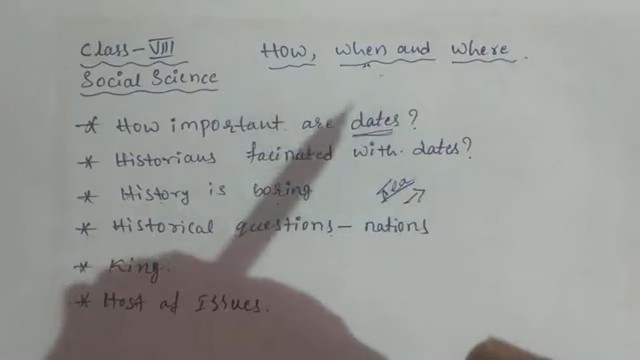 Class-VIII How, when and where.
Social Science
* How important are dates?
* Historians facinated with dates?
* History is boring Tea
* Historical questions - nations
* King.
* Host of Issues.